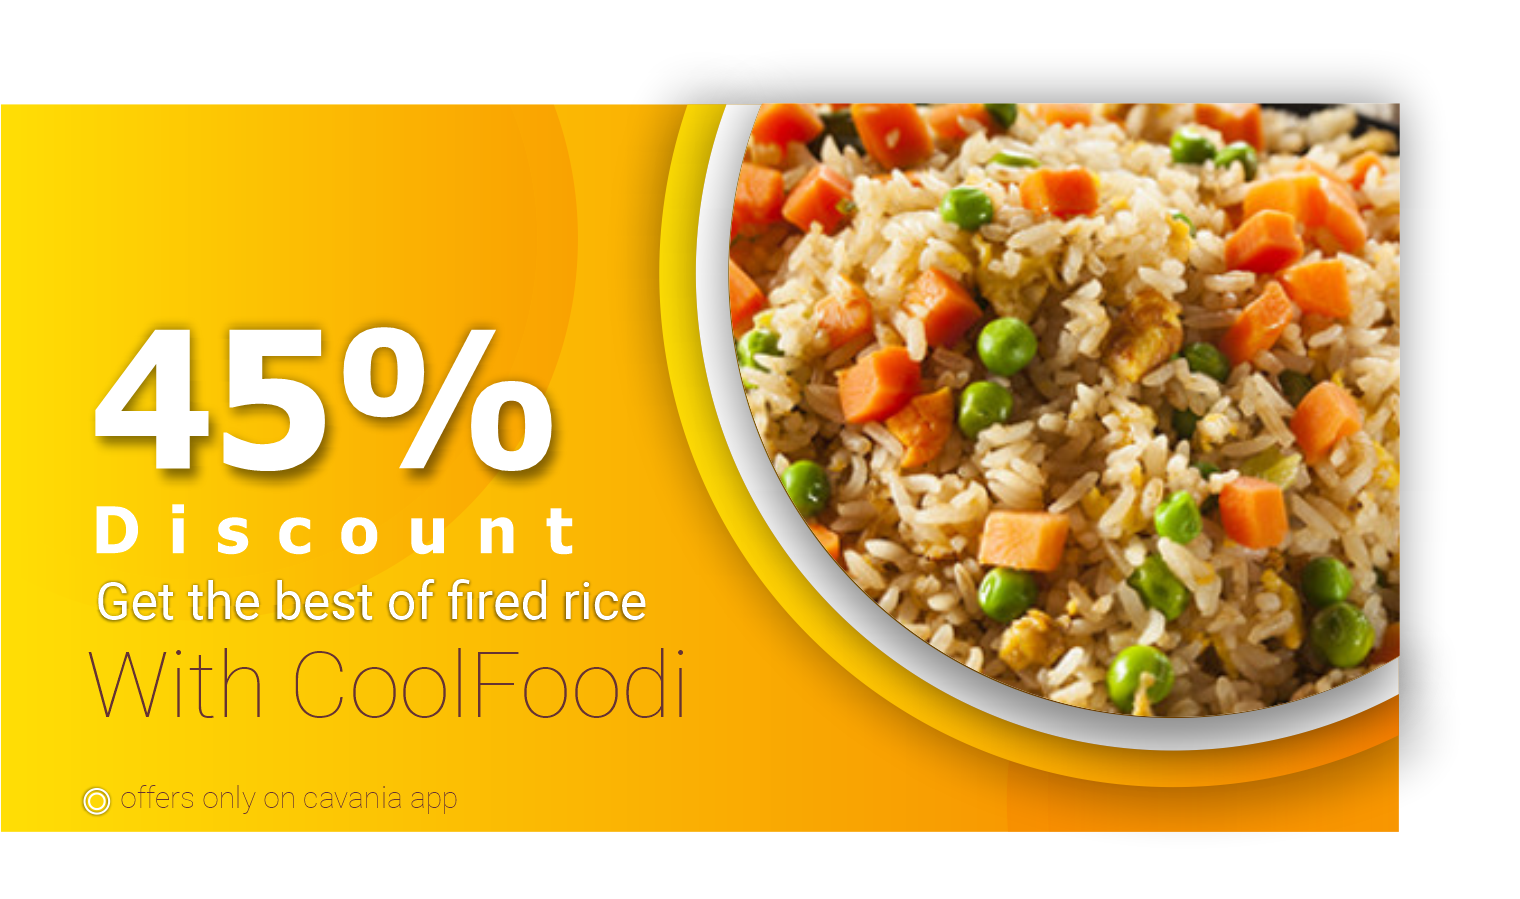 45%
Discount
Get the best of fired rice
With CoolFoodi
offers only on cavania app